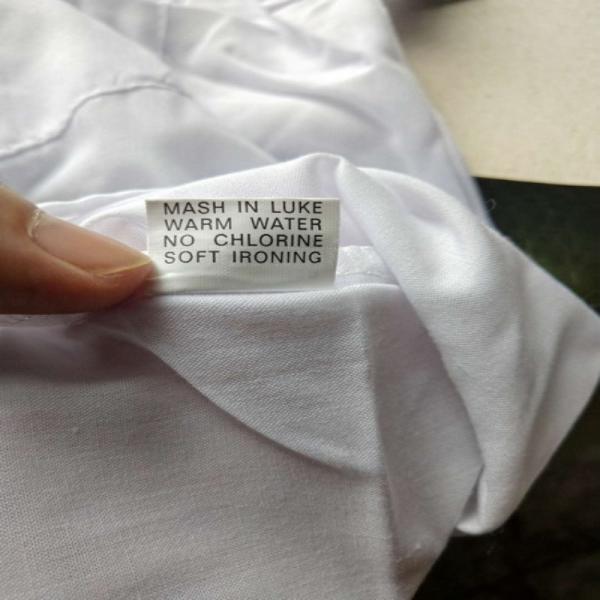 MASH IN LUKE
WARM WATER
NO CHLORINE
SOFT IRONING